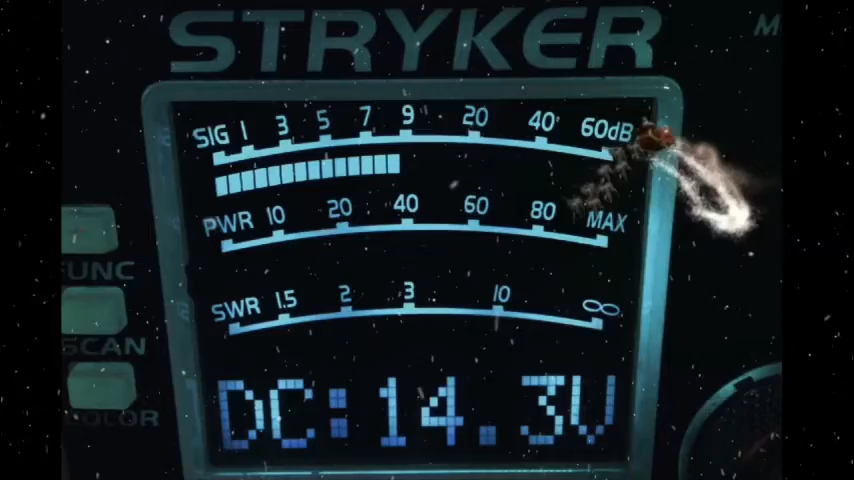 STRYKER
M
SIG 1 3 5 7 9 20 40 60dB
PWR 10 20 40 60 80 MAX
SWR 1.5 2 3 10 ∞
FUNC
SCAN
COLOR
DC:14.3V